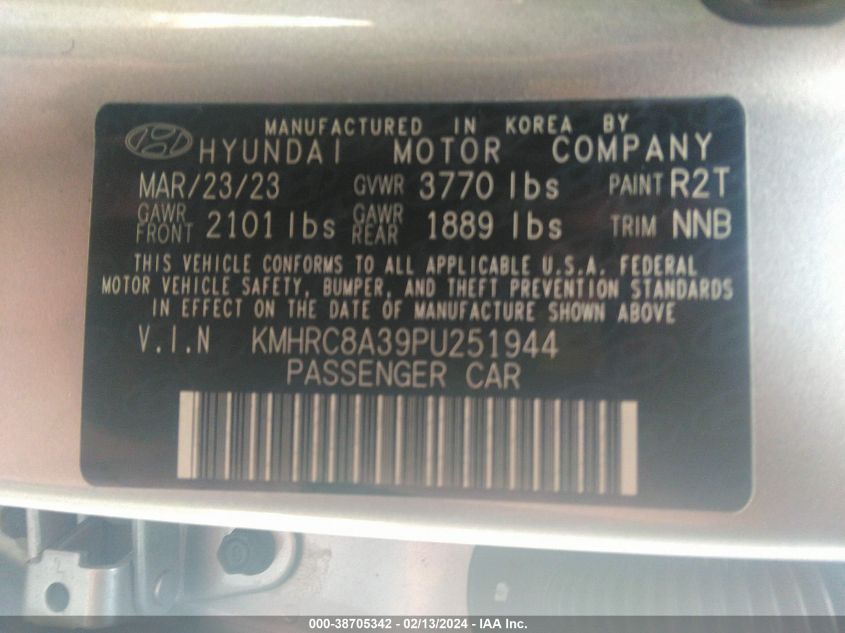 MANUFACTURED IN KOREA BY
HYUNDAI MOTOR COMPANY
MAR/23/23 GVWR 3770 lbs PAINT R2T
GAWR FRONT 2101 lbs GAWR REAR 1889 lbs TRIM NNB
THIS VEHICLE CONFORMS TO ALL APPLICABLE U.S.A. FEDERAL
MOTOR VEHICLE SAFETY, BUMPER, AND THEFT PREVENTION STANDARDS
IN EFFECT ON THE DATE OF MANUFACTURE SHOWN ABOVE
V.I.N KMHRC8A39PU251944
PASSENGER CAR
000-38705342 - 02/13/2024 - IAA Inc.